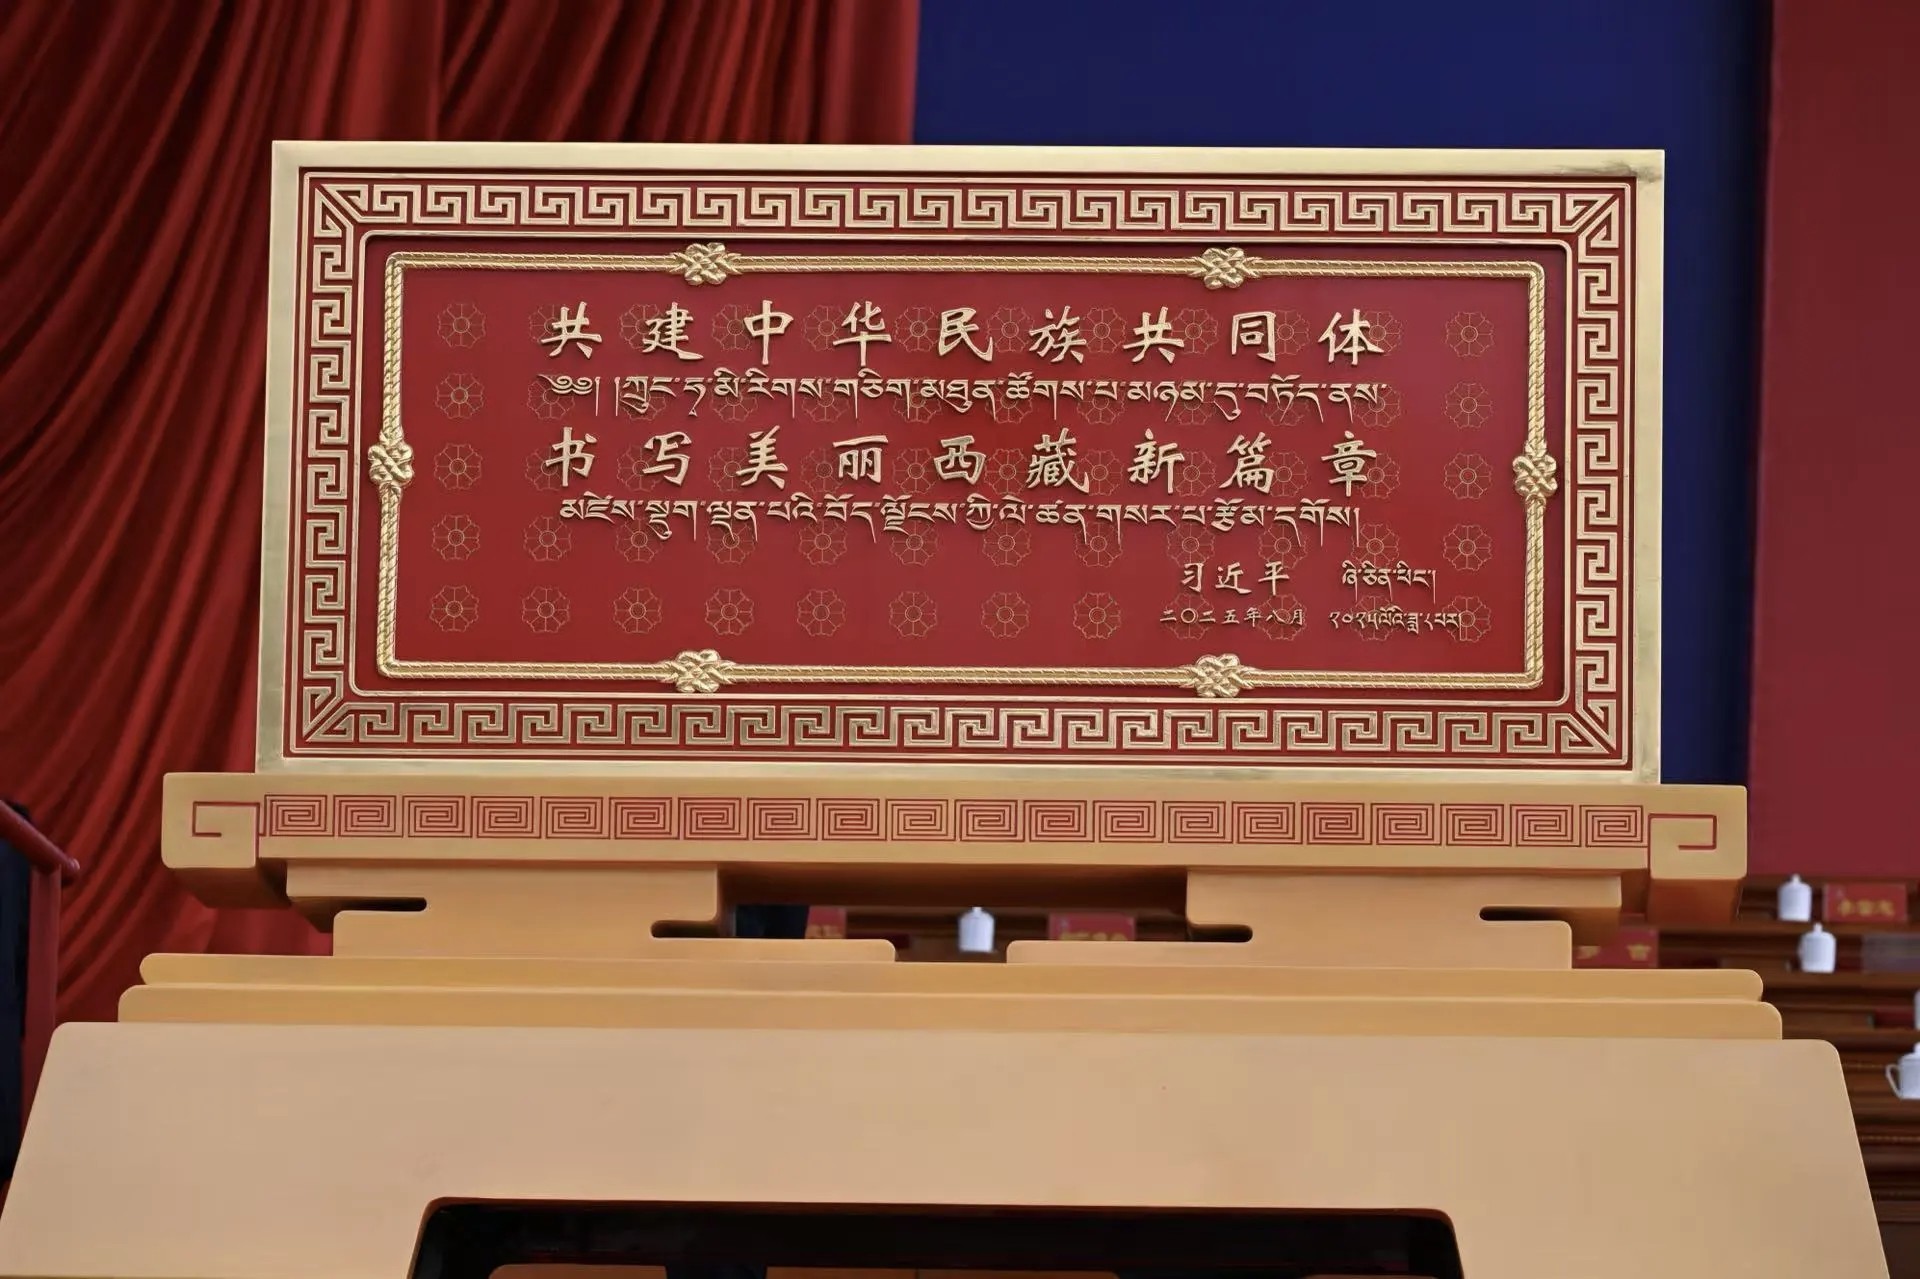 共建中华民族共同体
༄༅། །ཀྲུང་ཧྭ་མི་རིགས་གཅིག་མཐུན་ཚོགས་པ་མཉམ་དུ་བཏོད་ནས་
书写美丽西藏新篇章
མཛེས་སྡུག་ལྡན་པའི་བོད་ལྗོངས་ཀྱི་ལེ་ཚན་གསར་པ་རྩོམ་དགོས།
习近平 ཞི་ཅིན་ཕིང་།
二〇二五年八月 ༢༠༢༥ལོའི་ཟླ་༨པར།